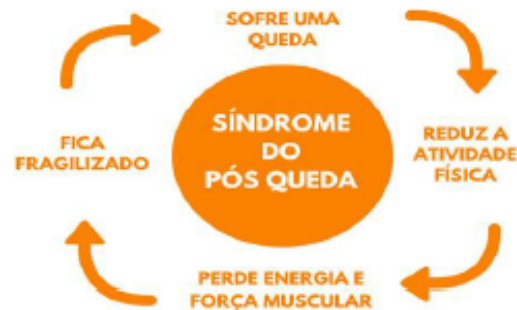 SOFRE UMA
QUEDA
REDUZ A
ATIVIDADE
FÍSICA
PERDE ENERGIA E
FORÇA MUSCULAR
FICA
FRAGILIZADO
SÍNDROME
DO
PÓS QUEDA